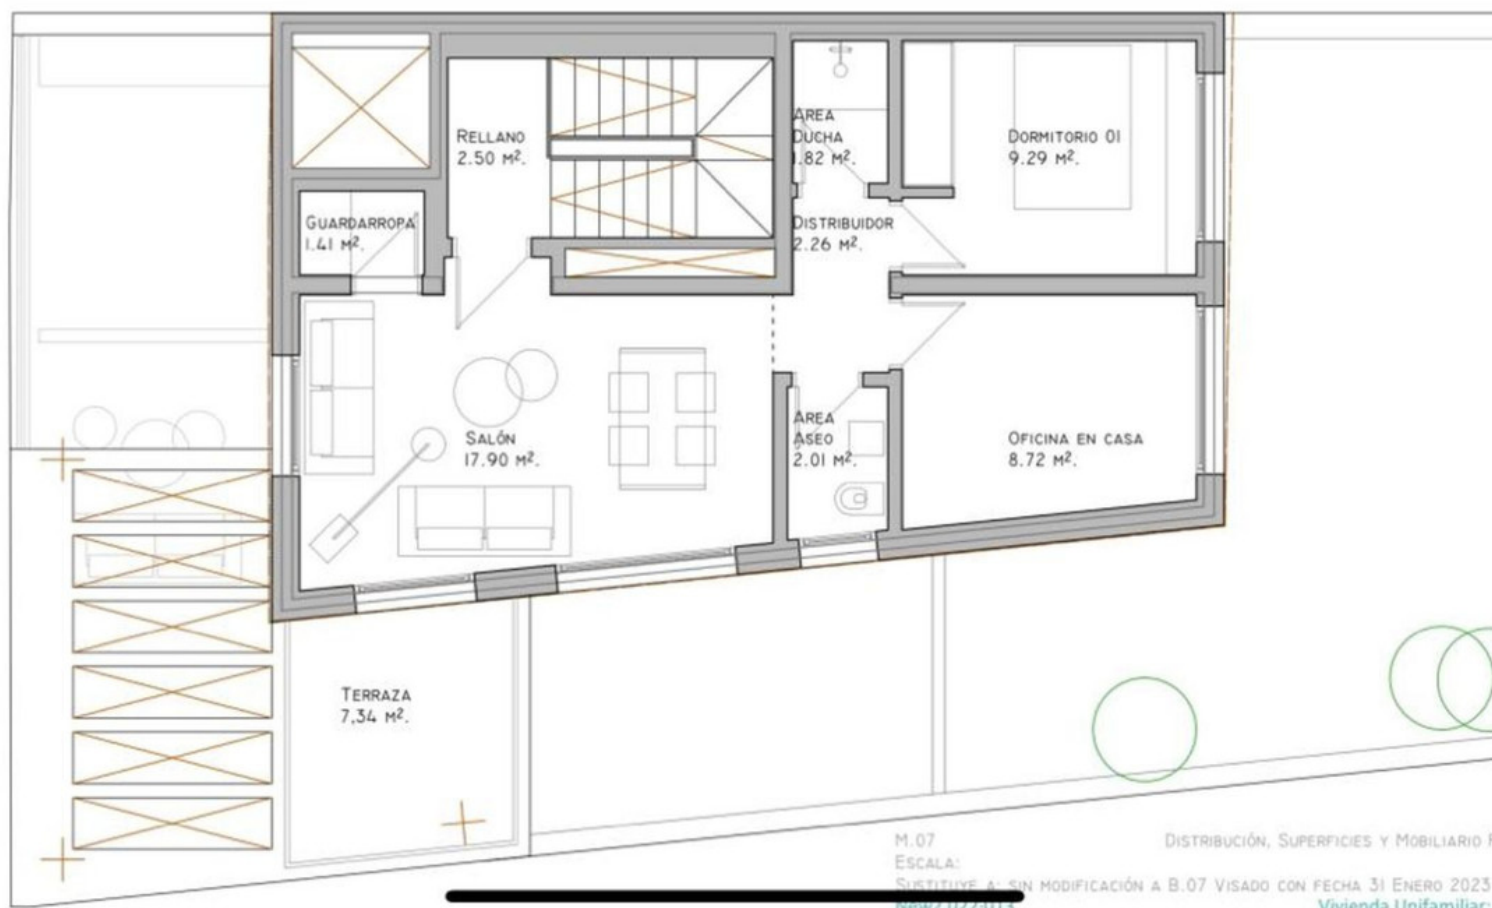 RELLANO
2.50 M².
AREA
DUCHA
1.82 M².
DORMITORIO 01
9.29 M².
GUARDARROPA
1.41 M².
DISTRIBUIDOR
2.26 M².
SALÓN
17.90 M².
AREA
ASEO
2.01 M².
OFICINA EN CASA
8.72 M².
TERRAZA
7,34 M².
M.07
DISTRIBUCIÓN, SUPERFICIES Y MOBILIARIO
ESCALA:
SUSTITUYE A: SIN MODIFICACIÓN A B.07 VISADO CON FECHA 31 ENERO 2023
Vivienda Unifamiliar: